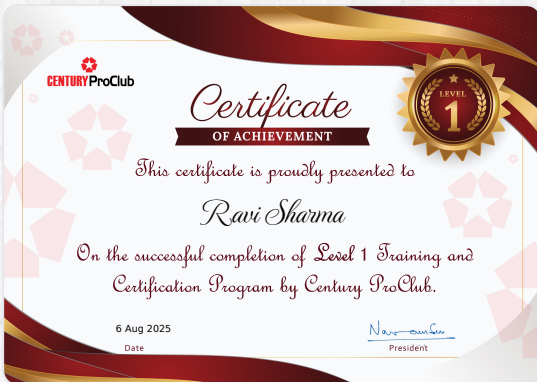 CENTURY ProClub
Certificate
OF ACHIEVEMENT
LEVEL
1
This certificate is proudly presented to
Ravi Sharma
On the successful completion of Level 1 Training and
Certification Program by Century ProClub.
6 Aug 2025
Date
President